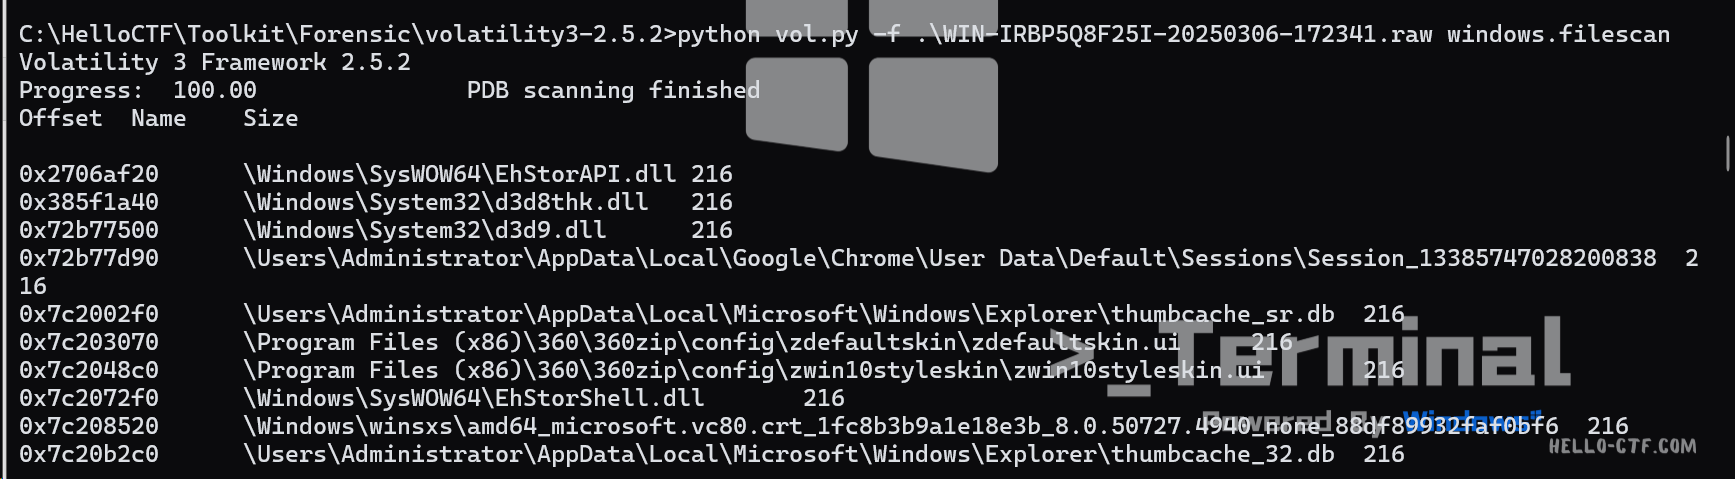 C:\HelloCTF\Toolkit\Forensic\volatility3-2.5.2>python vol.py -f .\WIN-IRBP5Q8F25I-20250306-172341.raw windows.filescan
Volatility 3 Framework 2.5.2
Progress:  100.00               PDB scanning finished
Offset  Name    Size
0x2706af20      \Windows\SysWOW64\EhStorAPI.dll 216
0x385f1a40      \Windows\System32\d3d8thk.dll   216
0x72b77500      \Windows\System32\d3d9.dll      216
0x72b77d90      \Users\Administrator\AppData\Local\Google\Chrome\User Data\Default\Sessions\Session_13385747028200838  2
16
0x7c2002f0      \Users\Administrator\AppData\Local\Microsoft\Windows\Explorer\thumbcache_sr.db  216
0x7c203070      \Program Files (x86)\360\360zip\config\zdefaultskin\zdefaultskin.ui     216
0x7c2048c0      \Program Files (x86)\360\360zip\config\zwin10styleskin\zwin10styleskin.ui       216
>_Terminal
0x7c2072f0      \Windows\SysWOW64\EhStorShell.dll       216
0x7c208520      \Windows\winsxs\amd64_microsoft.vc80.crt_1fc8b3b9a1e18e3b_8.0.50727.4940_none_88df89932faf0bf6  216
Powered By Windows"
HELLO-CTF.COM
0x7c20b2c0      \Users\Administrator\AppData\Local\Microsoft\Windows\Explorer\thumbcache_32.db  216